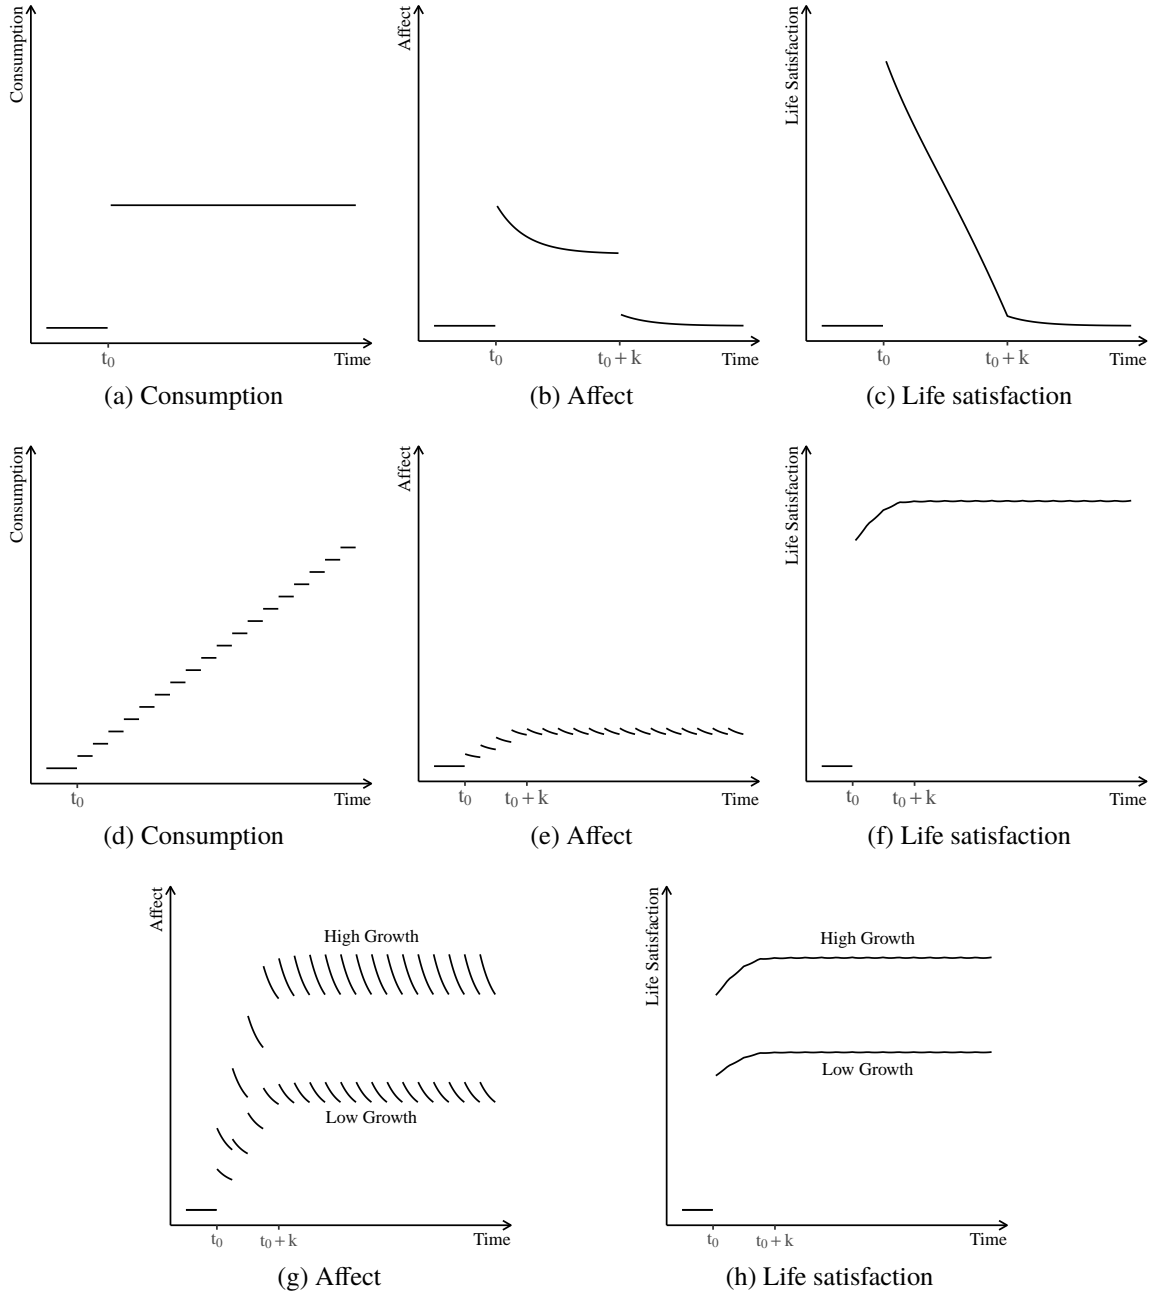 Consumption
t0
Time
(a) Consumption
Affect
t0
t0 + k
Time
(b) Affect
Life Satisfaction
t0
t0 + k
Time
(c) Life satisfaction
Consumption
t0
Time
(d) Consumption
Affect
t0
t0 + k
Time
(e) Affect
Life Satisfaction
t0
t0 + k
Time
(f) Life satisfaction
Affect
High Growth
Low Growth
t0
t0 + k
Time
(g) Affect
Life Satisfaction
High Growth
Low Growth
t0
t0 + k
Time
(h) Life satisfaction